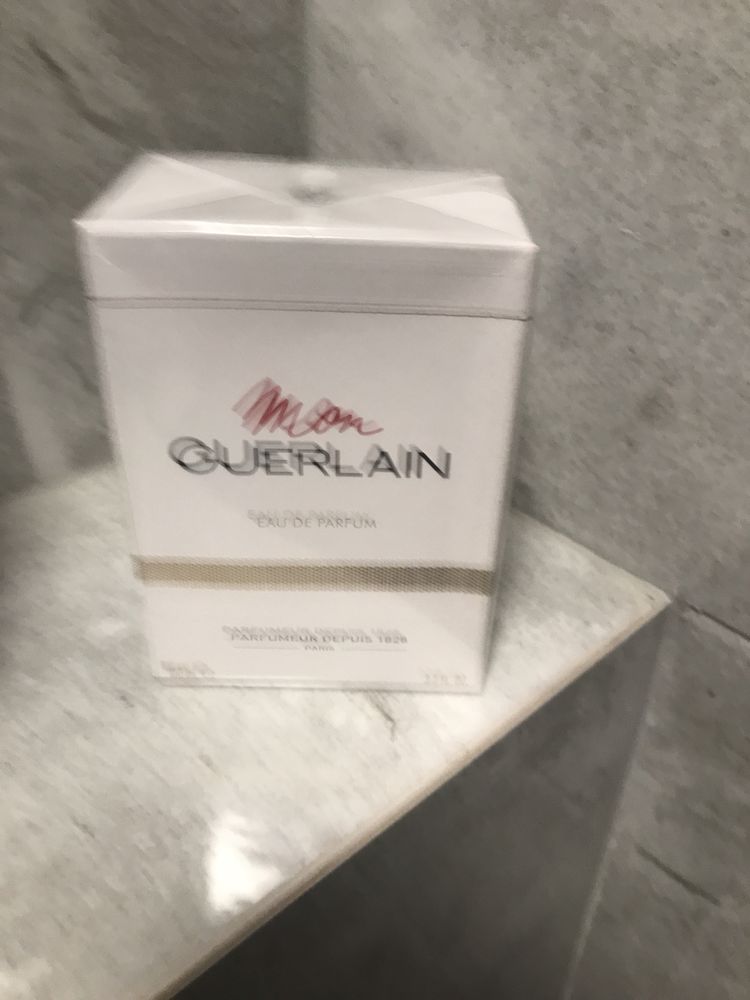 Mon
GUERLAIN
EAU DE PARFUM
PARFUMEUR DEPUIS 1828
PARIS